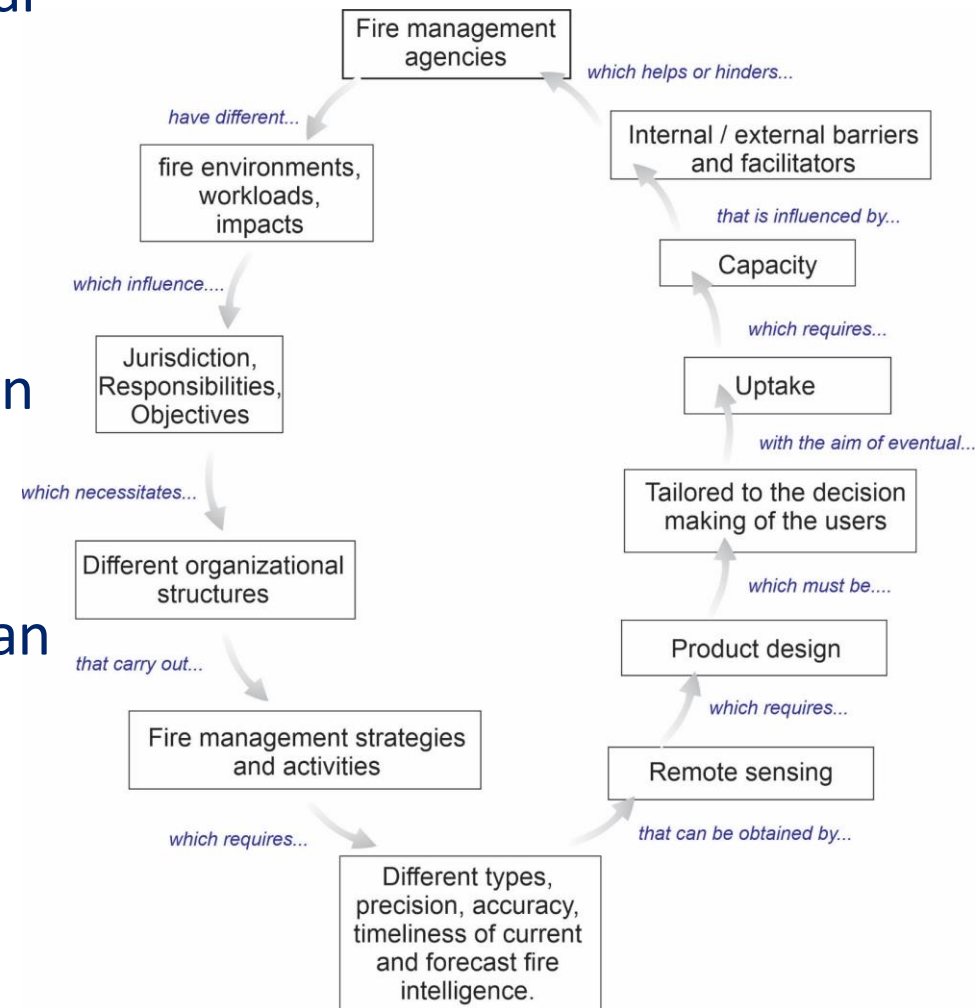 Fire management
agencies
have different...
fire environments,
workloads,
impacts
which influence....
Jurisdiction,
Responsibilities,
Objectives
which necessitates...
Different organizational
structures
that carry out...
Fire management strategies
and activities
which requires...
Different types,
precision, accuracy,
timeliness of current
and forecast fire
intelligence.
that can be obtained by...
Remote sensing
which requires...
Product design
which must be....
Tailored to the decision
making of the users
with the aim of eventual...
Uptake
which requires...
Capacity
that is influenced by...
Internal / external barriers
and facilitators
which helps or hinders...
n
an